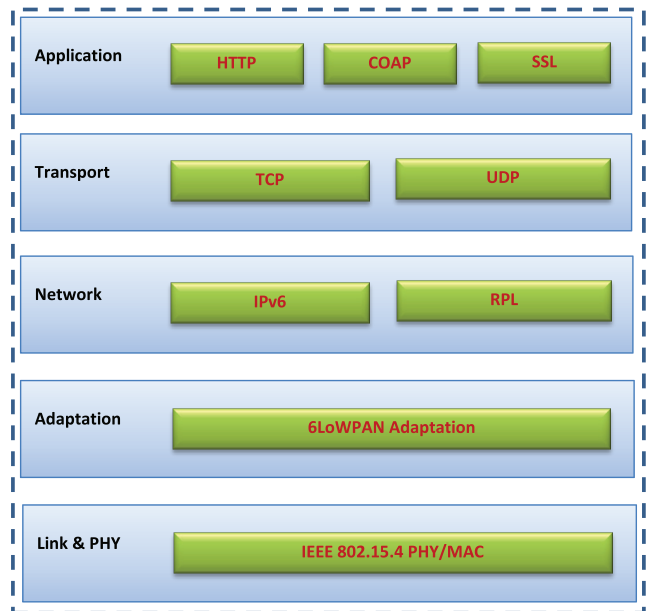 Application
HTTP
COAP
SSL
Transport
TCP
UDP
Network
IPv6
RPL
Adaptation
6LoWPAN Adaptation
Link & PHY
IEEE 802.15.4 PHY/MAC